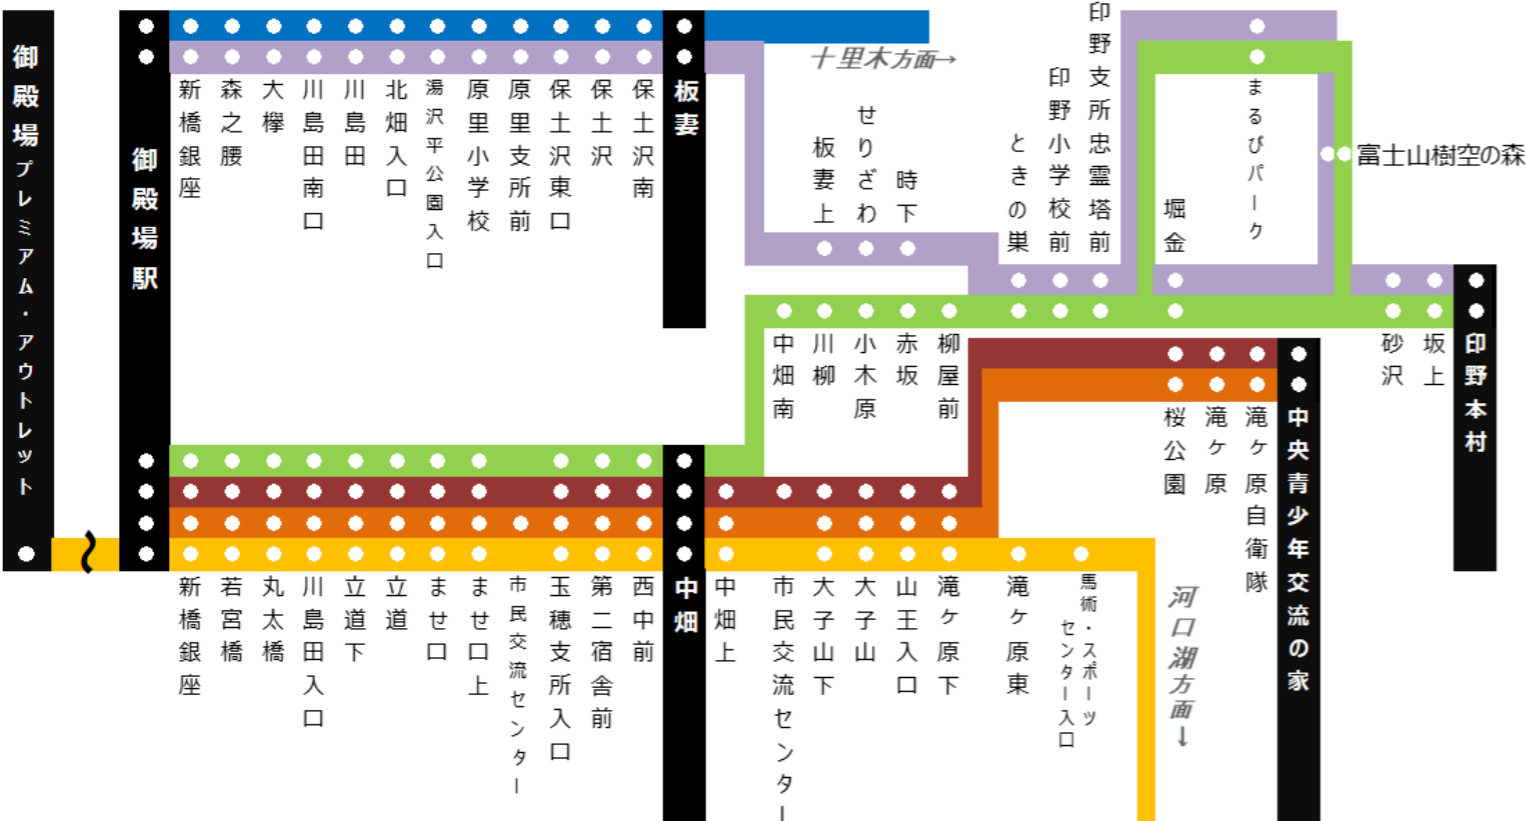 御殿場プレミアム・アウトレット
御殿場駅
新橋銀座
森之腰
大欅
川島田南口
川島田
北畑入口
湯沢平公園入口
原里小学校
原里支所前
保土沢東口
保土沢
保土沢南
板妻
十里木方面→
板妻上
せりざわ
時下
ときの巣
印野小学校前
印野支所忠霊塔前
堀金
まるびパーク
富士山樹空の森
砂沢
坂上
印野本村
中畑南
川柳
小木原
赤坂
柳屋前
桜公園
滝ケ原
滝ケ原自衛隊
中央青少年交流の家
新橋銀座
若宮橋
丸太橋
川島田入口
立道下
立道
ませ口
ませ口上
市民交流センター
玉穂支所入口
第二宿舎前
西中前
中畑
中畑上
市民交流センター
大子山下
大子山
山王入口
滝ケ原下
滝ケ原東
馬術・スポーツ
センター入口
河口湖方面↓